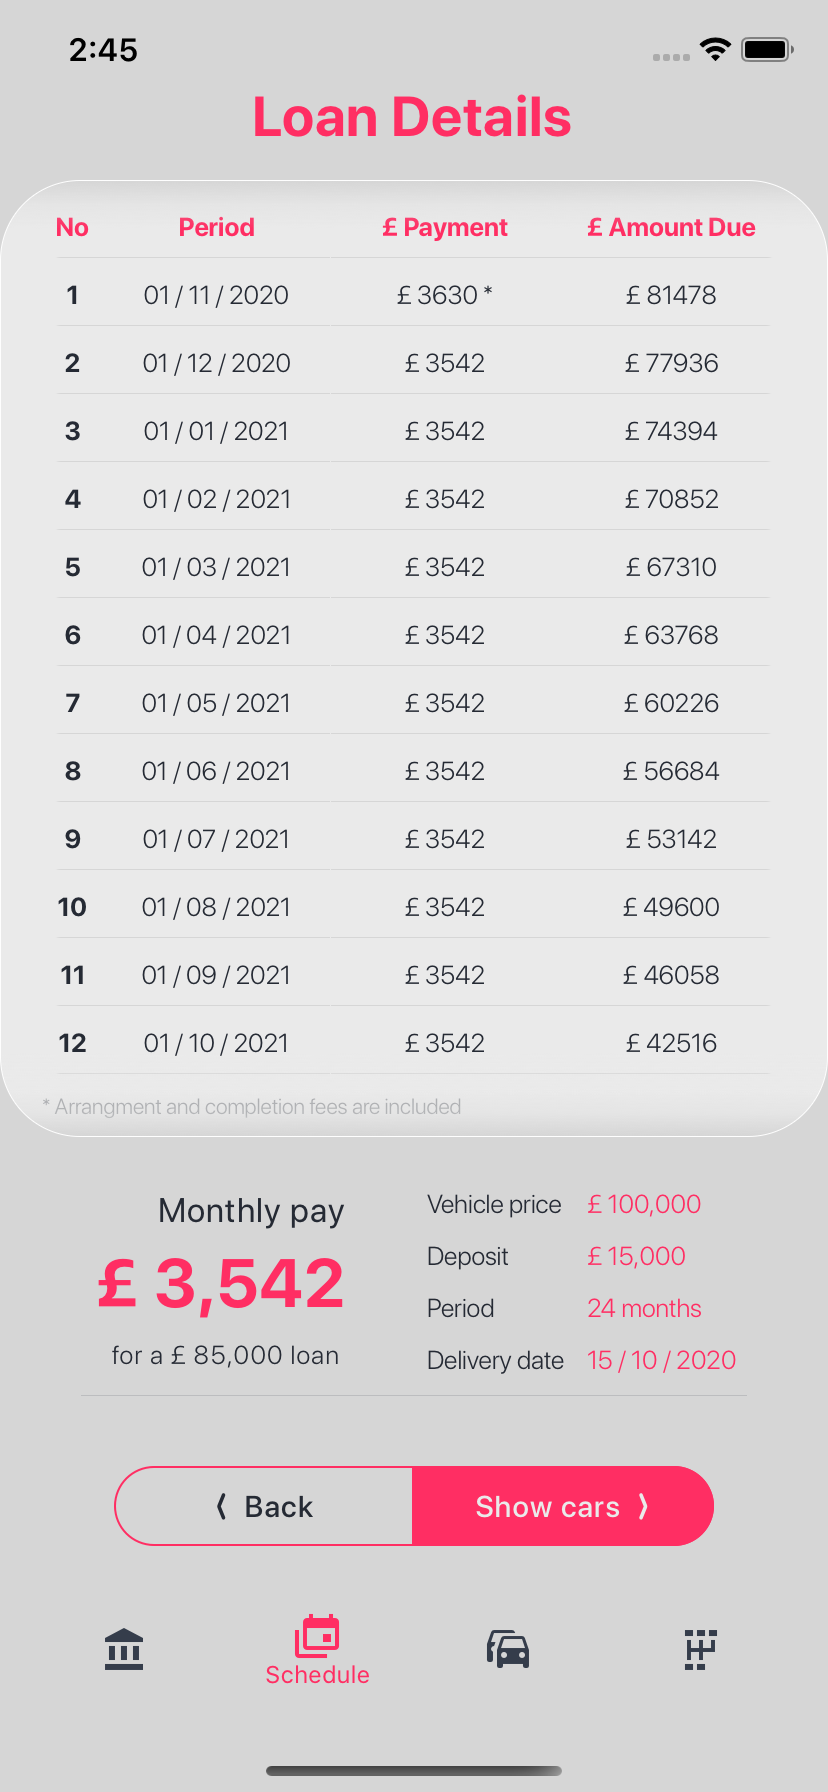 2:45
Loan Details
No Period £ Payment £ Amount Due
1 01 / 11 / 2020 £ 3630 * £ 81478
2 01 / 12 / 2020 £ 3542 £ 77936
3 01 / 01 / 2021 £ 3542 £ 74394
4 01 / 02 / 2021 £ 3542 £ 70852
5 01 / 03 / 2021 £ 3542 £ 67310
6 01 / 04 / 2021 £ 3542 £ 63768
7 01 / 05 / 2021 £ 3542 £ 60226
8 01 / 06 / 2021 £ 3542 £ 56684
9 01 / 07 / 2021 £ 3542 £ 53142
10 01 / 08 / 2021 £ 3542 £ 49600
11 01 / 09 / 2021 £ 3542 £ 46058
12 01 / 10 / 2021 £ 3542 £ 42516
* Arrangment and completion fees are included
Monthly pay
£ 3,542
for a £ 85,000 loan
Vehicle price £ 100,000
Deposit £ 15,000
Period 24 months
Delivery date 15 / 10 / 2020
Back
Show cars
Schedule